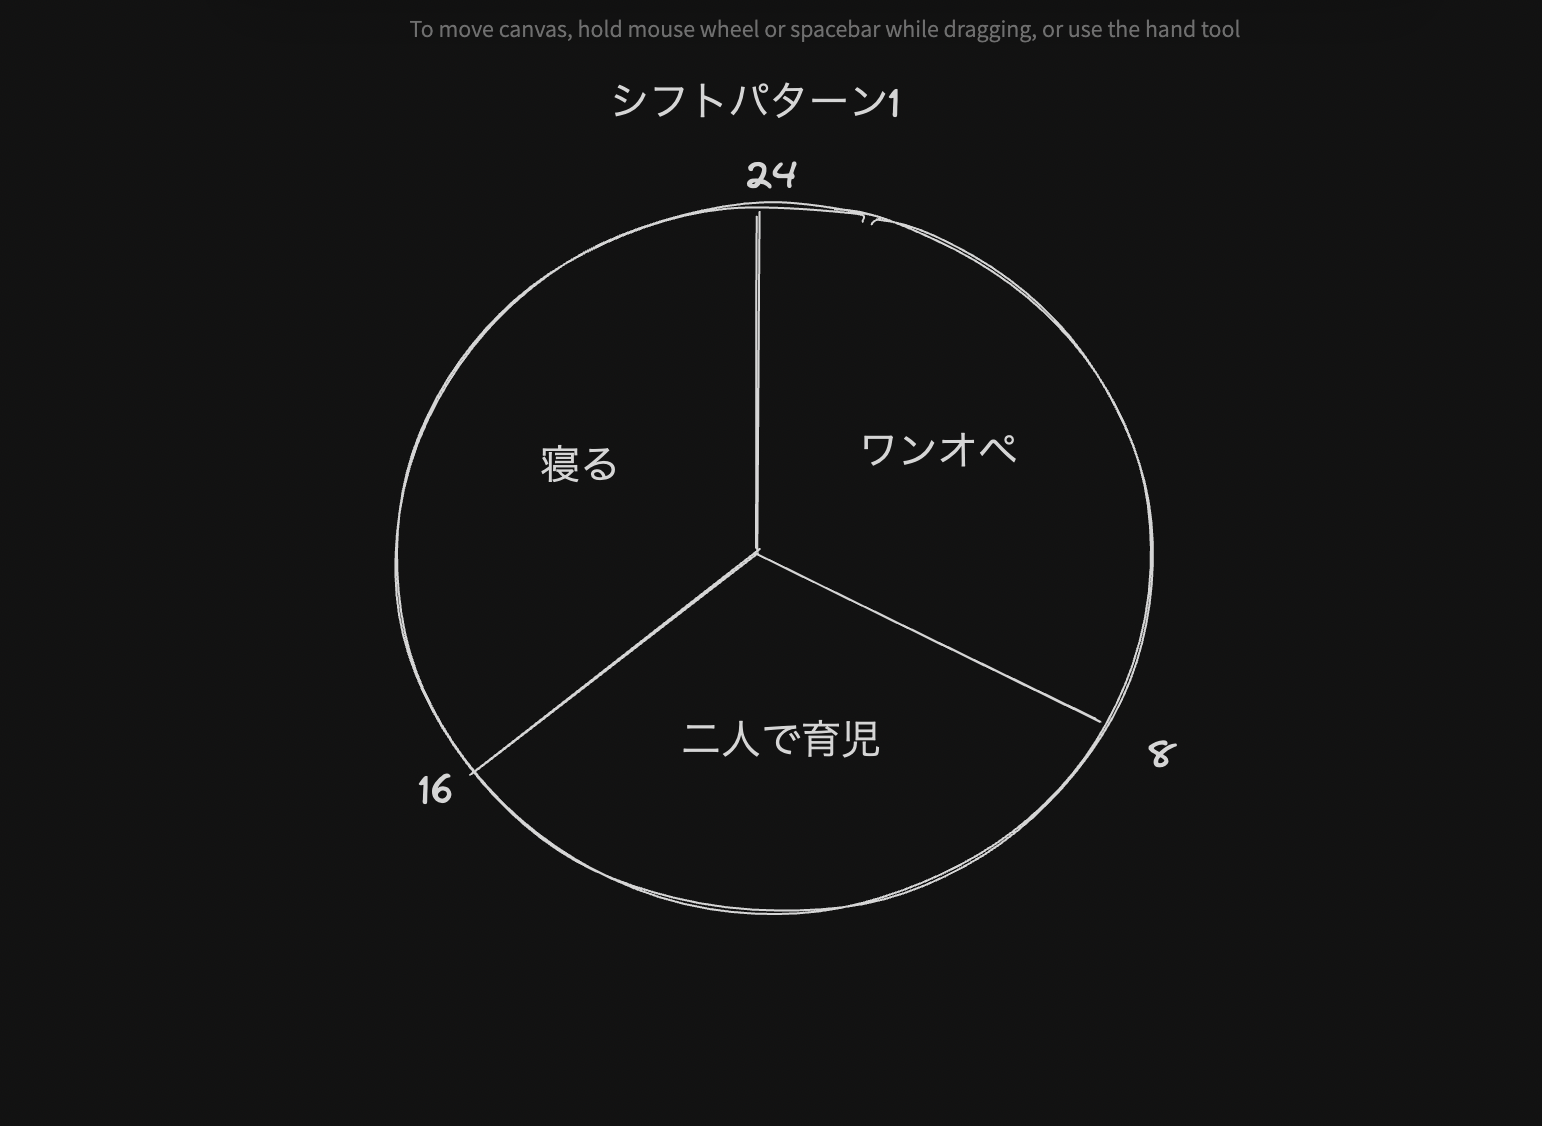 To move canvas, hold mouse wheel or spacebar while dragging, or use the hand tool
シフトパターン1
24
寝る
ワンオペ
二人で育児
8
16